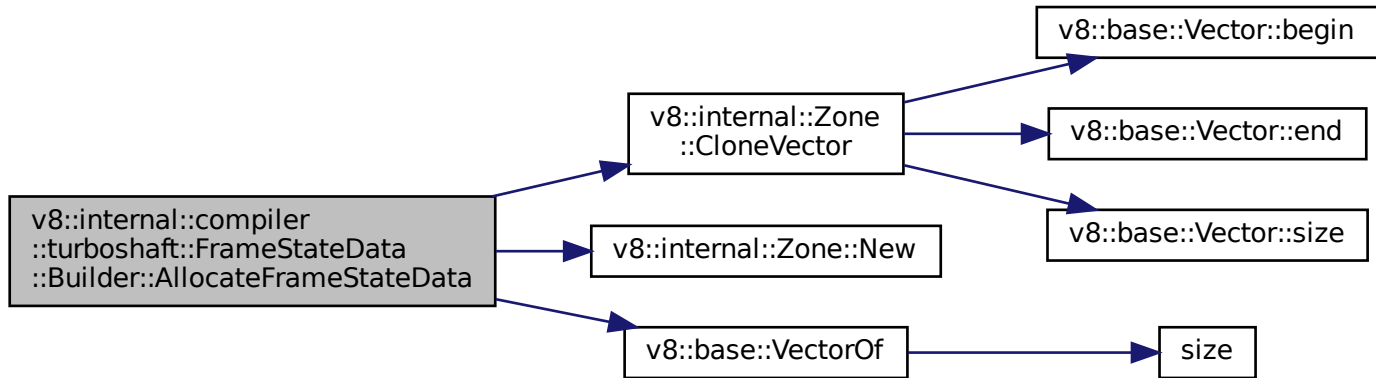 v8::internal::compiler
::turboshaft::FrameStateData
::Builder::AllocateFrameStateData
v8::internal::Zone
::CloneVector
v8::base::Vector::begin
v8::base::Vector::end
v8::base::Vector::size
v8::internal::Zone::New
v8::base::VectorOf
size